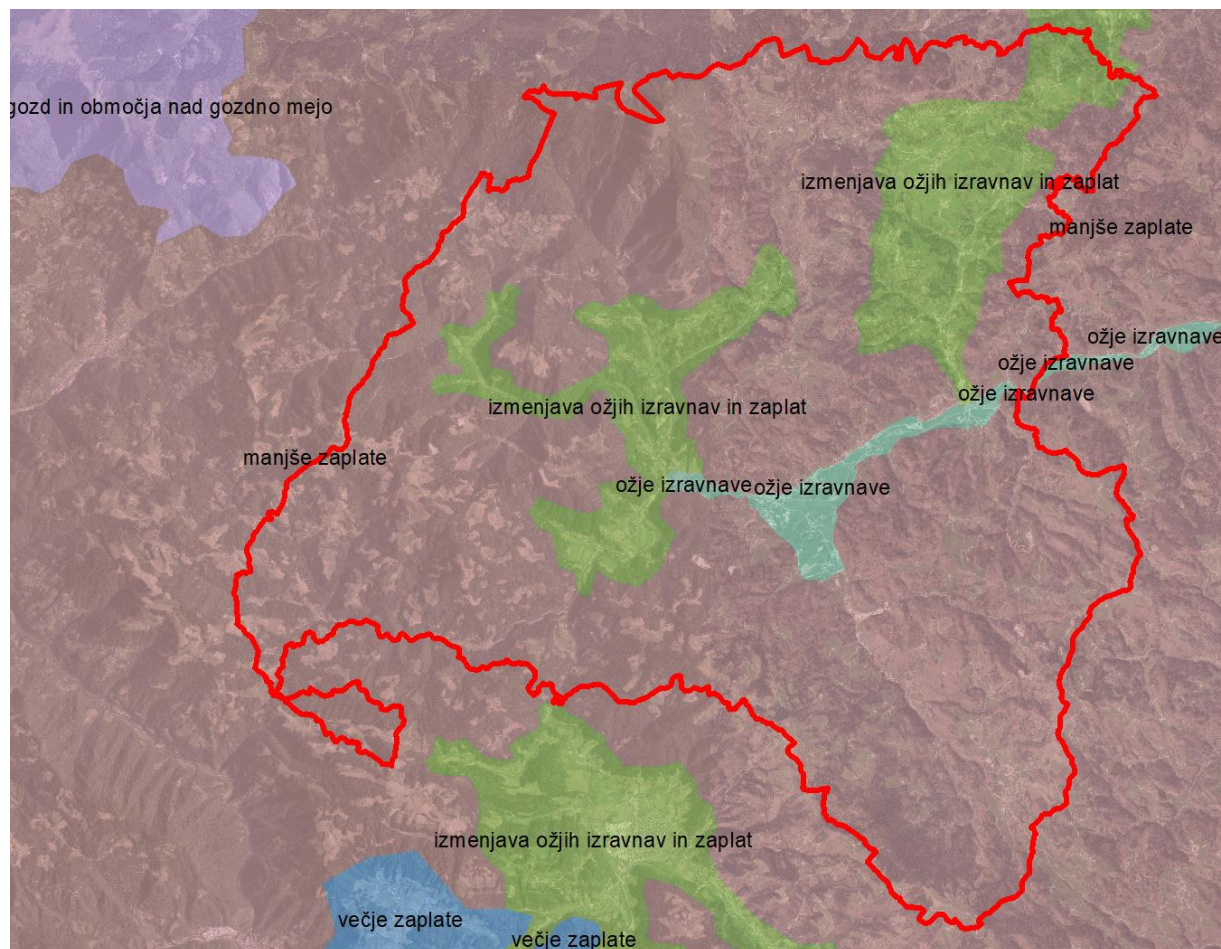 gozd in območja nad gozdno mejo
izmenjava ožjih izravnav in zaplat
manjše zaplate
ožje izravnave
ožje izravnave
ožje izravnave
izmenjava ožjih izravnav in zaplat
manjše zaplate
ožje izravnave
ožje izravnave
izmenjava ožjih izravnav in zaplat
večje zaplate
večje zaplate